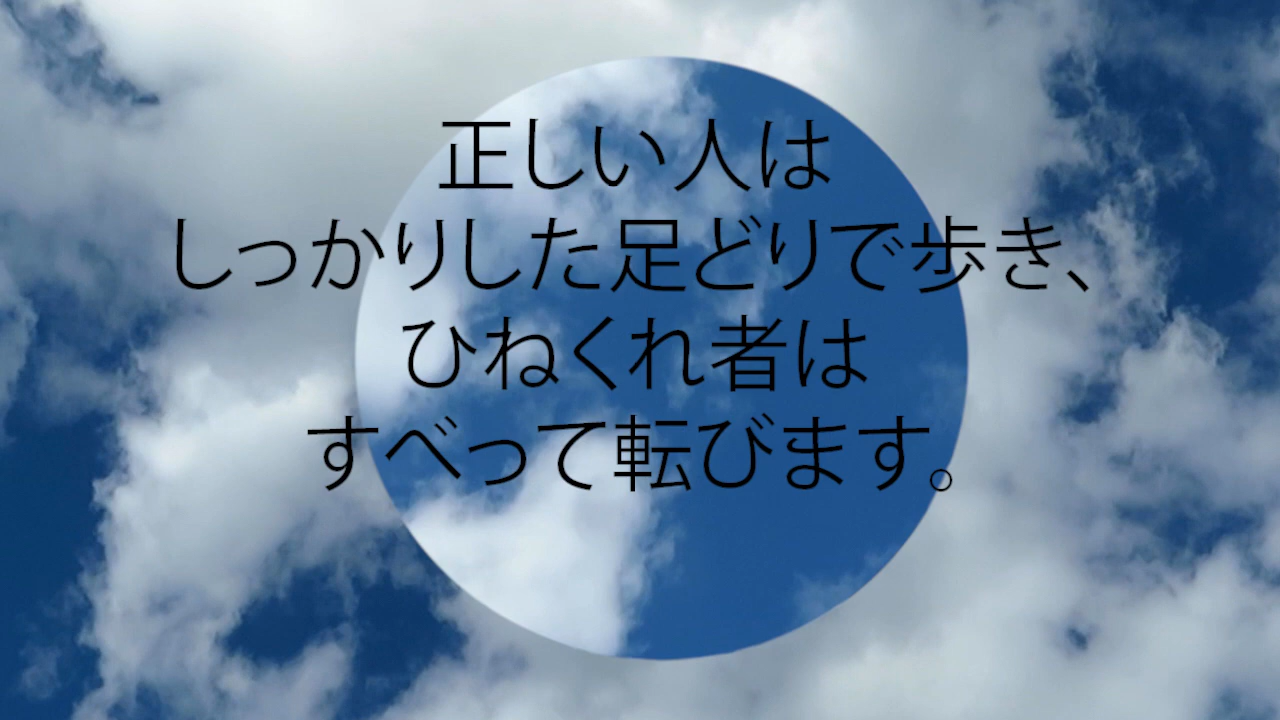 正しい人は
しっかりした足どりで歩き、
ひねくれ者は
すべって転びます。